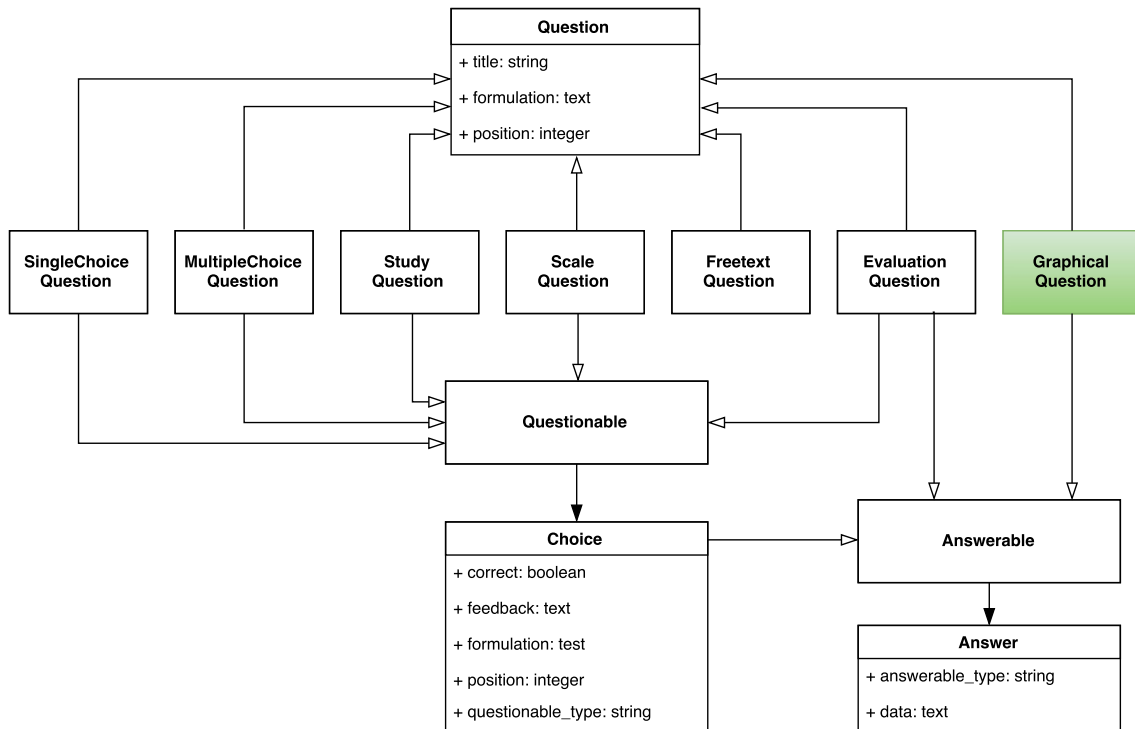 Question
+ title: string
+ formulation: text
+ position: integer
SingleChoice
Question
MultipleChoice
Question
Study
Question
Scale
Question
Freetext
Question
Evaluation
Question
Graphical
Question
Questionable
Choice
+ correct: boolean
+ feedback: text
+ formulation: test
+ position: integer
+ questionable_type: string
Answerable
Answer
+ answerable_type: string
+ data: text